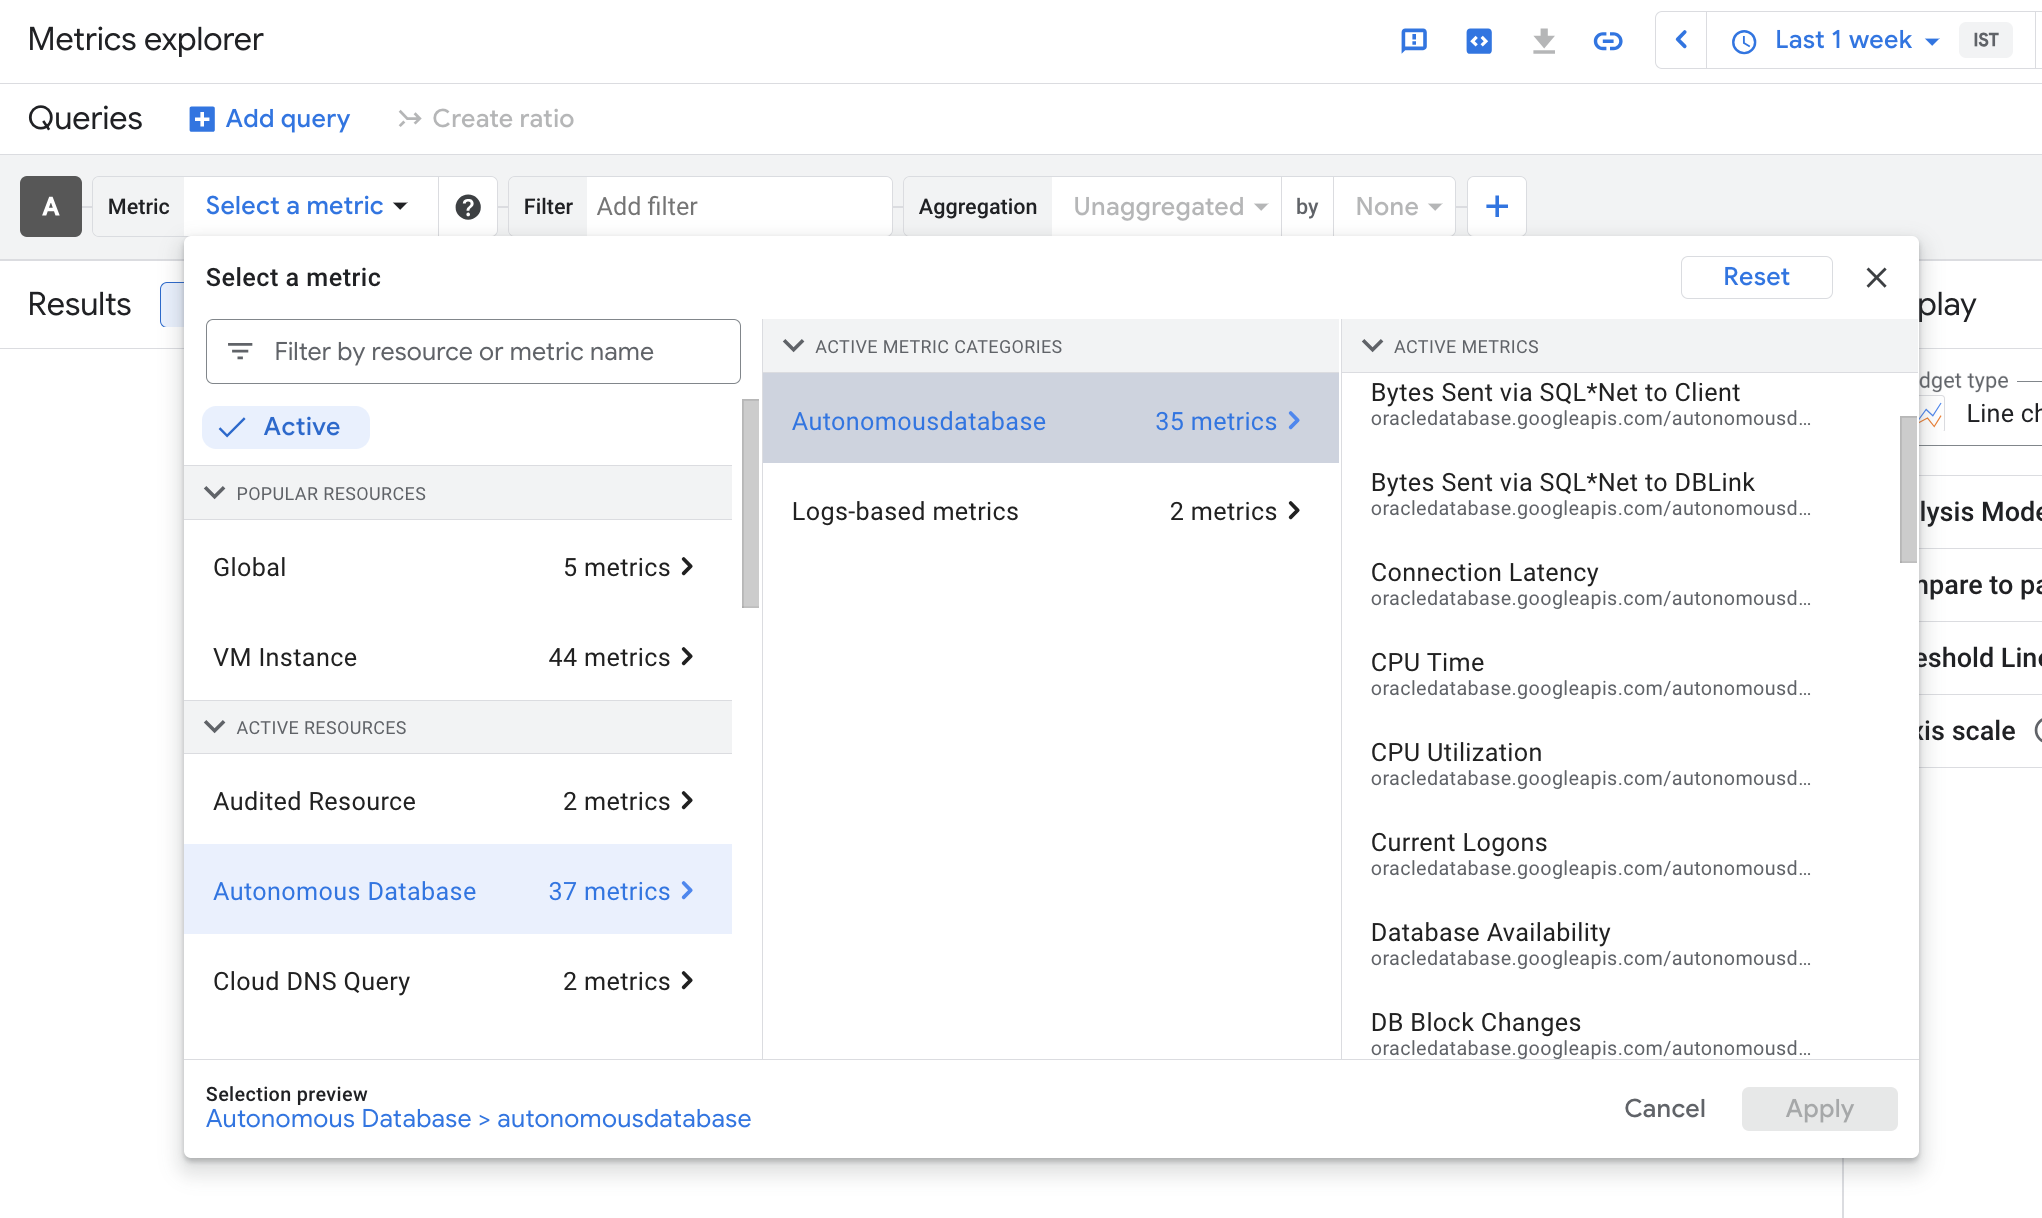 Metrics explorer
Last 1 week
IST
Queries
Add query
Create ratio
A
Metric
Select a metric
Filter
Add filter
Aggregation
Unaggregated
by
None
Results
Select a metric
Reset
Filter by resource or metric name
Active
POPULAR RESOURCES
Global 5 metrics
VM Instance 44 metrics
ACTIVE RESOURCES
Audited Resource 2 metrics
Autonomous Database 37 metrics
Cloud DNS Query 2 metrics
ACTIVE METRIC CATEGORIES
Autonomousdatabase 35 metrics
Logs-based metrics 2 metrics
ACTIVE METRICS
Bytes Sent via SQL*Net to Client
oracledatabase.googleapis.com/autonomousd...
Bytes Sent via SQL*Net to DBLink
oracledatabase.googleapis.com/autonomousd...
Connection Latency
oracledatabase.googleapis.com/autonomousd...
CPU Time
oracledatabase.googleapis.com/autonomousd...
CPU Utilization
oracledatabase.googleapis.com/autonomousd...
Current Logons
oracledatabase.googleapis.com/autonomousd...
Database Availability
oracledatabase.googleapis.com/autonomousd...
DB Block Changes
oracledatabase.googleapis.com/autonomousd...
Selection preview
Autonomous Database > autonomousdatabase
Cancel
Apply
play
dget type
Line ch
lysis Mode
npare to pa
eshold Line
xis scale